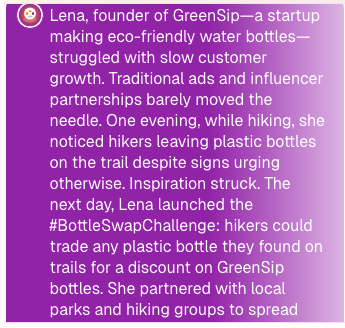 Lena, founder of GreenSip—a startup
making eco-friendly water bottles—
struggled with slow customer
growth. Traditional ads and influencer
partnerships barely moved the
needle. One evening, while hiking, she
noticed hikers leaving plastic bottles
on the trail despite signs urging
otherwise. Inspiration struck. The
next day, Lena launched the
#BottleSwapChallenge: hikers could
trade any plastic bottle they found on
trails for a discount on GreenSip
bottles. She partnered with local
parks and hiking groups to spread